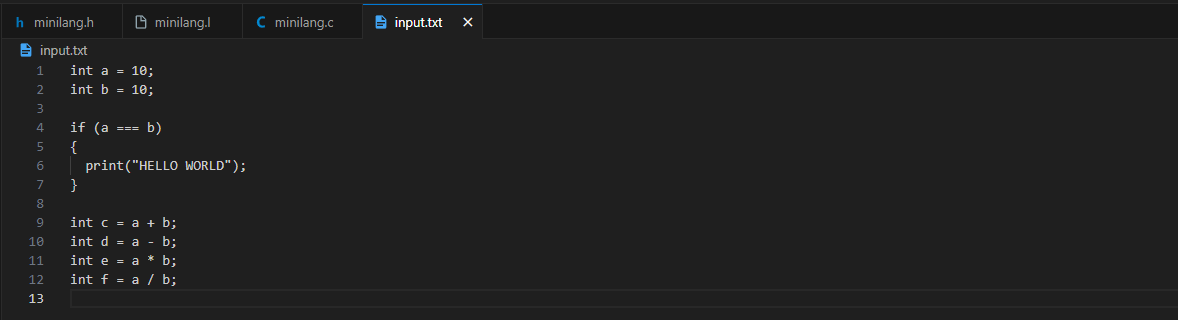 h minilang.h minilang.l C minilang.c input.txt
input.txt
1 int a = 10;
2 int b = 10;
3
4 if (a === b)
5 {
6 print("HELLO WORLD");
7 }
8
9 int c = a + b;
10 int d = a - b;
11 int e = a * b;
12 int f = a / b;
13